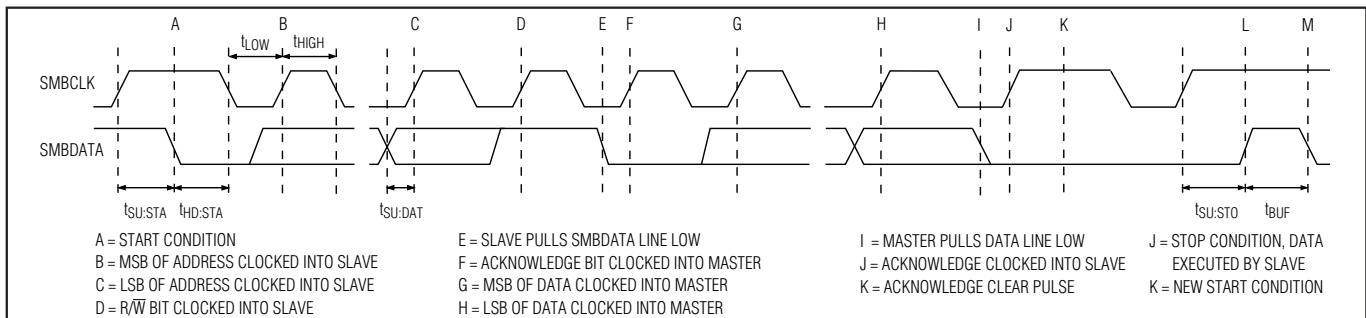 A B C D E F G H I J K L M
tLOW tHIGH
SMBCLK
SMBDATA
tSU:STA tHD:STA tSU:DAT tSU:STO tBUF
A = START CONDITION
B = MSB OF ADDRESS CLOCKED INTO SLAVE
C = LSB OF ADDRESS CLOCKED INTO SLAVE
D = R/W̅ BIT CLOCKED INTO SLAVE
E = SLAVE PULLS SMBDATA LINE LOW
F = ACKNOWLEDGE BIT CLOCKED INTO MASTER
G = MSB OF DATA CLOCKED INTO MASTER
H = LSB OF DATA CLOCKED INTO MASTER
I = MASTER PULLS DATA LINE LOW
J = ACKNOWLEDGE CLOCKED INTO SLAVE
K = ACKNOWLEDGE CLEAR PULSE
J = STOP CONDITION, DATA
EXECUTED BY SLAVE
K = NEW START CONDITION